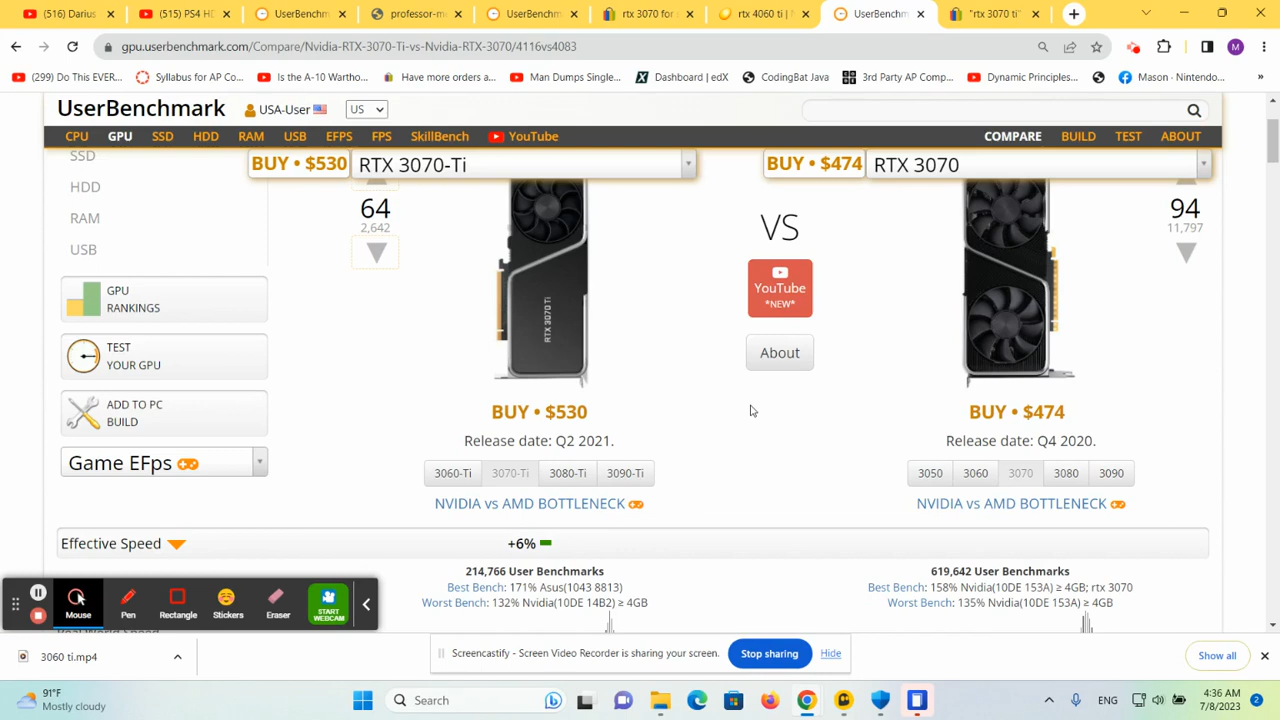 (516) Darius
(515) PS4 HD
UserBenchm
professor-m
UserBenchm
rtx 3070 for s
rtx 4060 ti | N
UserBenchm
"rtx 3070 ti"
gpu.userbenchmark.com/Compare/Nvidia-RTX-3070-Ti-vs-Nvidia-RTX-3070/4116vs4083
M
(299) Do This EVER...
Syllabus for AP Co...
Is the A-10 Wartho...
Have more orders a...
Man Dumps Single...
Dashboard | edX
CodingBat Java
3rd Party AP Comp...
Dynamic Principles...
Mason - Nintendo...
»
UserBenchmark
USA-User
US
CPU GPU SSD HDD RAM USB EFPS FPS SkillBench YouTube
COMPARE BUILD TEST ABOUT
BUY • $530 RTX 3070-Ti
BUY • $474 RTX 3070
SSD
HDD
RAM
USB
64
2,642
VS
94
11,797
RTX 3070 Ti
YouTube
*NEW*
About
GPU
RANKINGS
TEST
YOUR GPU
ADD TO PC
BUILD
Game EFps
BUY • $530
BUY • $474
Release date: Q2 2021.
Release date: Q4 2020.
3060-Ti 3070-Ti 3080-Ti 3090-Ti
3050 3060 3070 3080 3090
NVIDIA vs AMD BOTTLENECK
NVIDIA vs AMD BOTTLENECK
Effective Speed
+6%
214,766 User Benchmarks
619,642 User Benchmarks
Best Bench: 171% Asus(1043 8813)
Best Bench: 158% Nvidia(10DE 153A) ≥ 4GB; rtx 3070
Worst Bench: 132% Nvidia(10DE 14B2) ≥ 4GB
Worst Bench: 135% Nvidia(10DE 153A) ≥ 4GB
Mouse
Pen
Rectangle
Stickers
Eraser
START
WEBCAM
3060 ti.mp4
Screencastify - Screen Video Recorder is sharing your screen.
Stop sharing
Hide
Show all
91°F
Mostly cloudy
Search
ENG
4:36 AM
7/8/2023
2